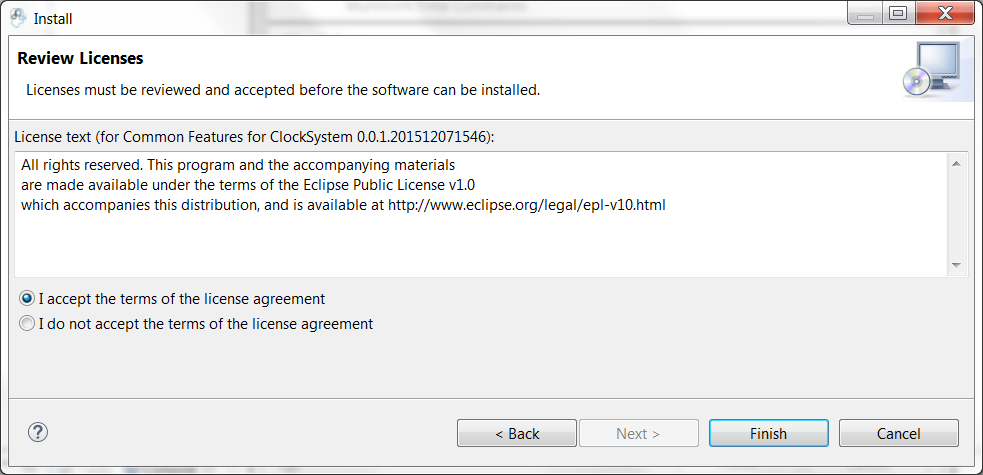 Install
Review Licenses
Licenses must be reviewed and accepted before the software can be installed.
License text (for Common Features for ClockSystem 0.0.1.201512071546):
All rights reserved. This program and the accompanying materials
are made available under the terms of the Eclipse Public License v1.0
which accompanies this distribution, and is available at http://www.eclipse.org/legal/epl-v10.html
I accept the terms of the license agreement
I do not accept the terms of the license agreement
?
< Back
Next >
Finish
Cancel